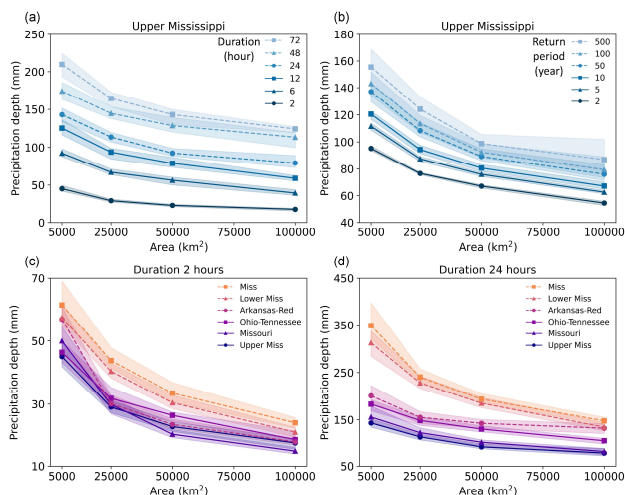 (a)
Upper Mississippi
Duration
(hour)
72
48
24
12
6
2
250
200
150
100
50
0
Precipitation depth (mm)
5000 25000 50000 75000 100000
Area (km²)
(b)
Upper Mississippi
Return
period
(year)
500
100
50
10
5
2
180
160
140
120
100
80
60
40
Precipitation depth (mm)
5000 25000 50000 75000 100000
Area (km²)
(c)
Duration 2 hours
Miss
Lower Miss
Arkansas-Red
Ohio-Tennessee
Missouri
Upper Miss
70
50
30
10
Precipitation depth (mm)
5000 25000 50000 75000 100000
Area (km²)
(d)
Duration 24 hours
Miss
Lower Miss
Arkansas-Red
Ohio-Tennessee
Missouri
Upper Miss
450
350
250
150
50
Precipitation depth (mm)
5000 25000 50000 75000 100000
Area (km²)